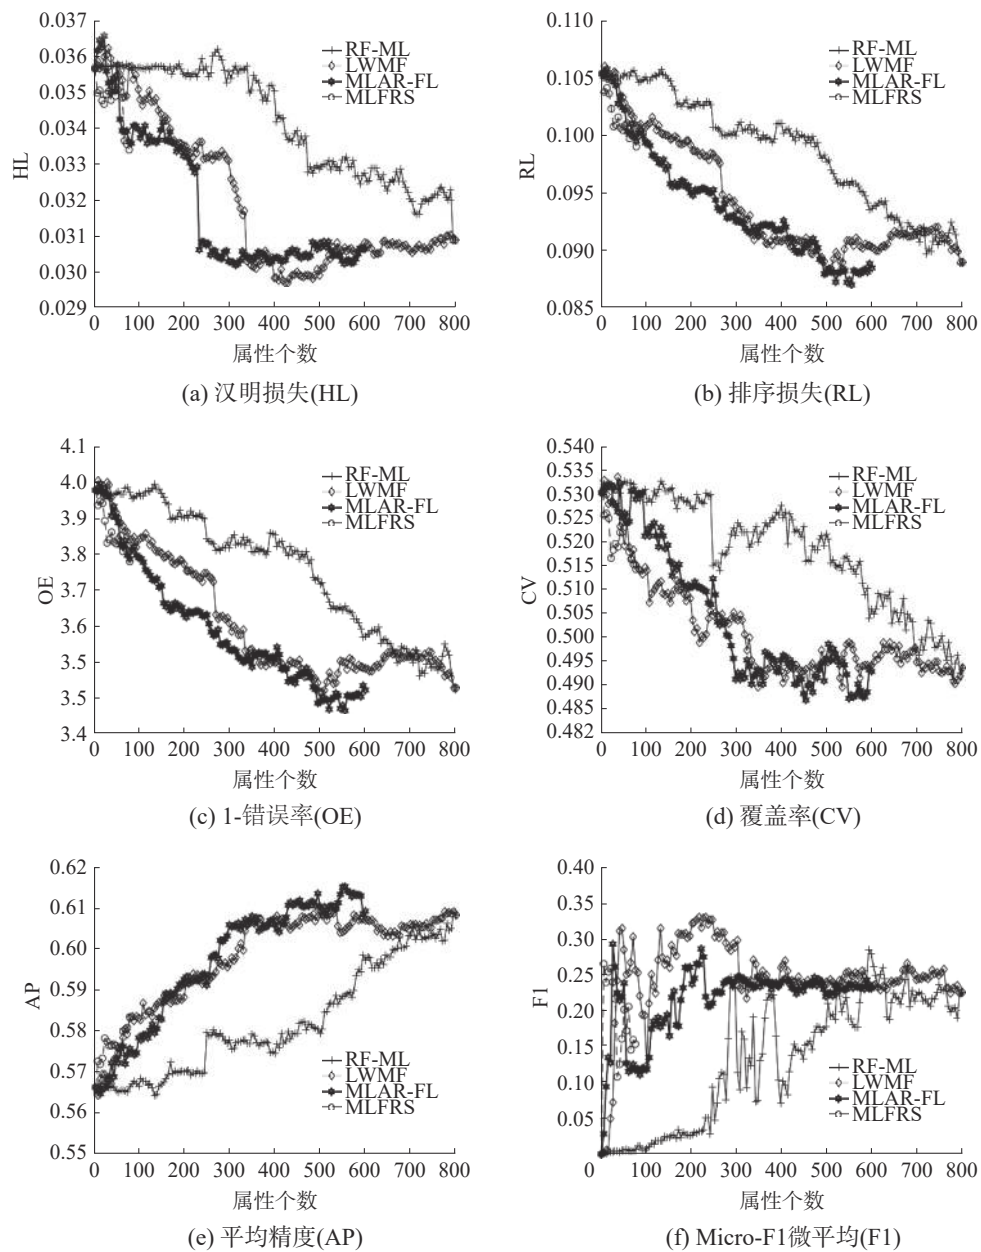 0.037
0.036
0.035
0.034
0.033
0.032
0.031
0.030
0.029
HL
RF-ML
LWMF
MLAR-FL
MLFRS
0 100 200 300 400 500 600 700 800
属性个数
(a) 汉明损失(HL)
0.110
0.105
0.100
0.095
0.090
0.085
RL
RF-ML
LWMF
MLAR-FL
MLFRS
0 100 200 300 400 500 600 700 800
属性个数
(b) 排序损失(RL)
4.1
4.0
3.9
3.8
3.7
3.6
3.5
3.4
OE
RF-ML
LWMF
MLAR-FL
MLFRS
0 100 200 300 400 500 600 700 800
属性个数
(c) 1-错误率(OE)
0.540
0.535
0.530
0.525
0.520
0.515
0.510
0.505
0.500
0.495
0.490
0.485
0.482
CV
RF-ML
LWMF
MLAR-FL
MLFRS
0 100 200 300 400 500 600 700 800
属性个数
(d) 覆盖率(CV)
0.62
0.61
0.60
0.59
0.58
0.57
0.56
0.55
AP
RF-ML
LWMF
MLAR-FL
MLFRS
0 100 200 300 400 500 600 700 800
属性个数
(e) 平均精度(AP)
0.40
0.35
0.30
0.25
0.20
0.15
0.10
0.05
F1
RF-ML
LWMF
MLAR-FL
MLFRS
0 100 200 300 400 500 600 700 800
属性个数
(f) Micro-F1微平均(F1)